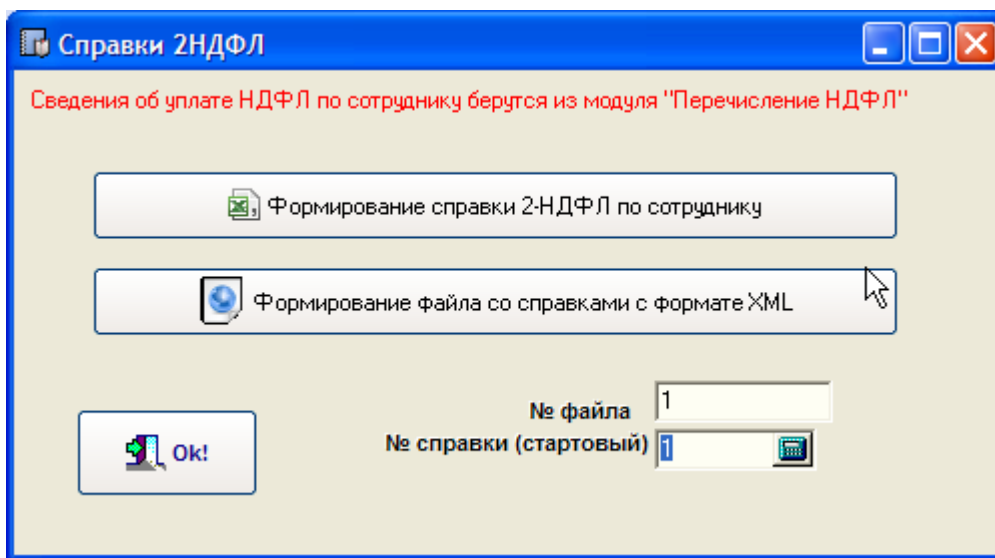 Справки 2НДФЛ
Сведения об уплате НДФЛ по сотруднику берутся из модуля "Перечисление НДФЛ"
Формирование справки 2-НДФЛ по сотруднику
Формирование файла со справками с формате XML
№ файла 1
№ справки (стартовый) 1
Ok!